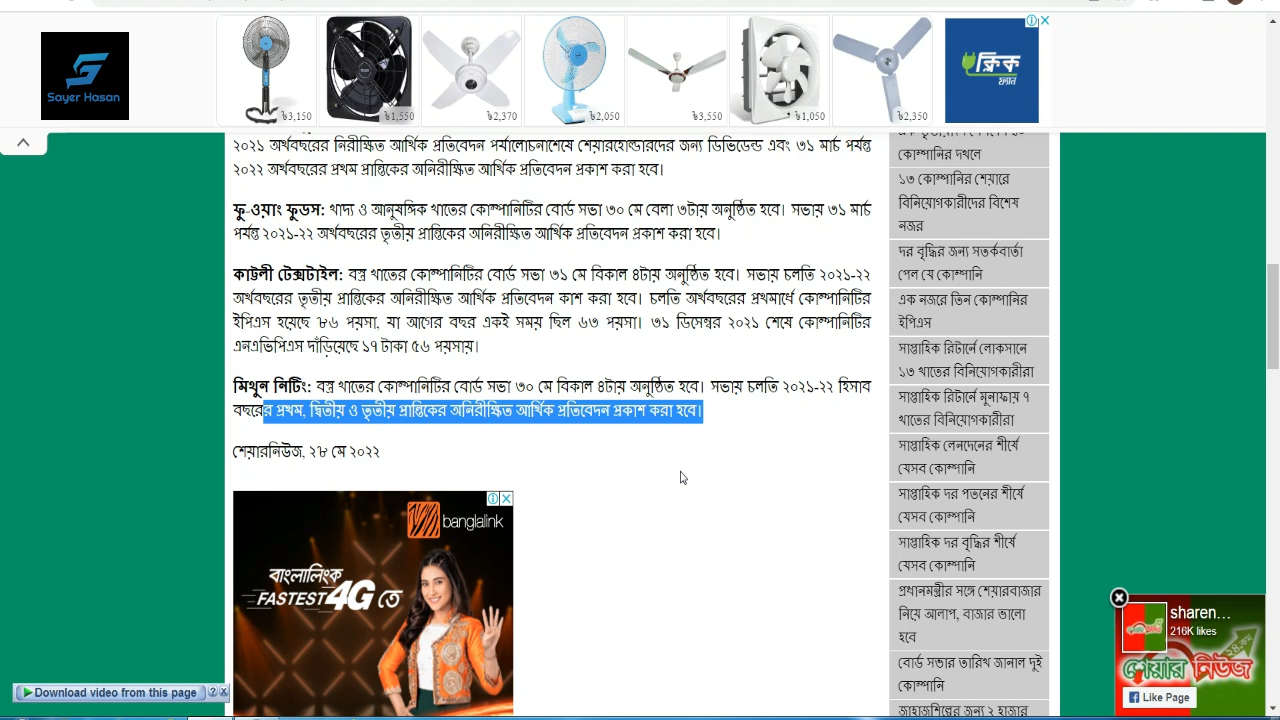 Sayer Hasan
৳3,150
৳1,550
৳2,370
৳2,050
৳3,550
৳1,050
৳2,350
ক্লিক
ফ্যান
২০২১ অর্থবছরের নিরীক্ষিত আর্থিক প্রতিবেদন পর্যালোচনাশেষে শেয়ারহোল্ডারদের জন্য ডিভিডেন্ড এবং ৩১ মার্চ পর্যন্ত
২০২২ অর্থবছরের প্রথম প্রান্তিকের অনিরীক্ষিত আর্থিক প্রতিবেদন প্রকাশ করা হবে।
ফু-ওয়াং ফুডস: খাদ্য ও আনুষঙ্গিক খাতের কোম্পানিটির বোর্ড সভা ৩০ মে বেলা ৩টায় অনুষ্ঠিত হবে। সভায় ৩১ মার্চ
পর্যন্ত ২০২১-২২ অর্থবছরের তৃতীয় প্রান্তিকের অনিরীক্ষিত আর্থিক প্রতিবেদন প্রকাশ করা হবে।
কাট্টলী টেক্সটাইল: বস্ত্র খাতের কোম্পানিটির বোর্ড সভা ৩১ মে বিকাল ৪টায় অনুষ্ঠিত হবে। সভায় চলতি ২০২১-২২
অর্থবছরের তৃতীয় প্রান্তিকের অনিরীক্ষিত আর্থিক প্রতিবেদন কাশ করা হবে। চলতি অর্থবছরের প্রথমার্ধে কোম্পানিটির
ইপিএস হয়েছে ৮৬ পয়সা, যা আগের বছর একই সময় ছিল ৬৩ পয়সা। ৩১ ডিসেম্বর ২০২১ শেষে কোম্পানিটির
এনএভিপিএস দাঁড়িয়েছে ১৭ টাকা ৫৬ পয়সায়।
মিথুন নিটিং: বস্ত্র খাতের কোম্পানিটির বোর্ড সভা ৩০ মে বিকাল ৪টায় অনুষ্ঠিত হবে। সভায় চলতি ২০২১-২২ হিসাব
বছরের প্রথম, দ্বিতীয় ও তৃতীয় প্রান্তিকের অনিরীক্ষিত আর্থিক প্রতিবেদন প্রকাশ করা হবে।
শেয়ারনিউজ, ২৮ মে ২০২২
banglalink
বাংলালিংক
FASTEST 4G তে
কোম্পানির দখলে
১৩ কোম্পানির শেয়ারে
বিনিয়োগকারীদের বিশেষ
নজর
দর বৃদ্ধির জন্য সতর্কবার্তা
পেল যে কোম্পানি
এক নজরে তিন কোম্পানির
ইপিএস
সাপ্তাহিক রিটার্নে লোকসানে
১৩ খাতের বিনিয়োগকারীরা
সাপ্তাহিক রিটার্নে মুনাফায় ৭
খাতের বিনিয়োগকারীরা
সাপ্তাহিক লেনদেনের শীর্ষে
যেসব কোম্পানি
সাপ্তাহিক দর পতনের শীর্ষে
যেসব কোম্পানি
সাপ্তাহিক দর বৃদ্ধির শীর্ষে
যেসব কোম্পানি
প্রধানমন্ত্রীর সঙ্গে শেয়ারবাজার
নিয়ে আলাপ, বাজার ভালো
হবে
বোর্ড সভার তারিখ জানাল দুই
কোম্পানি
জাহাজশিল্পের জন্য ২ হাজার
sharen...
216K likes
শেয়ার নিউজ
Like Page
Download video from this page